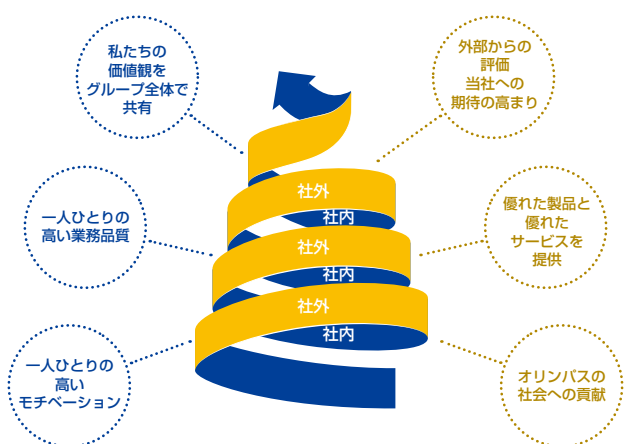 私たちの
価値観を
グループ全体で
共有
外部からの
評価
当社への
期待の高まり
社外
社内
一人ひとりの
高い業務品質
優れた製品と
優れた
サービスを
提供
社外
社内
社外
社内
一人ひとりの
高い
モチベーション
オリンパスの
社会への貢献